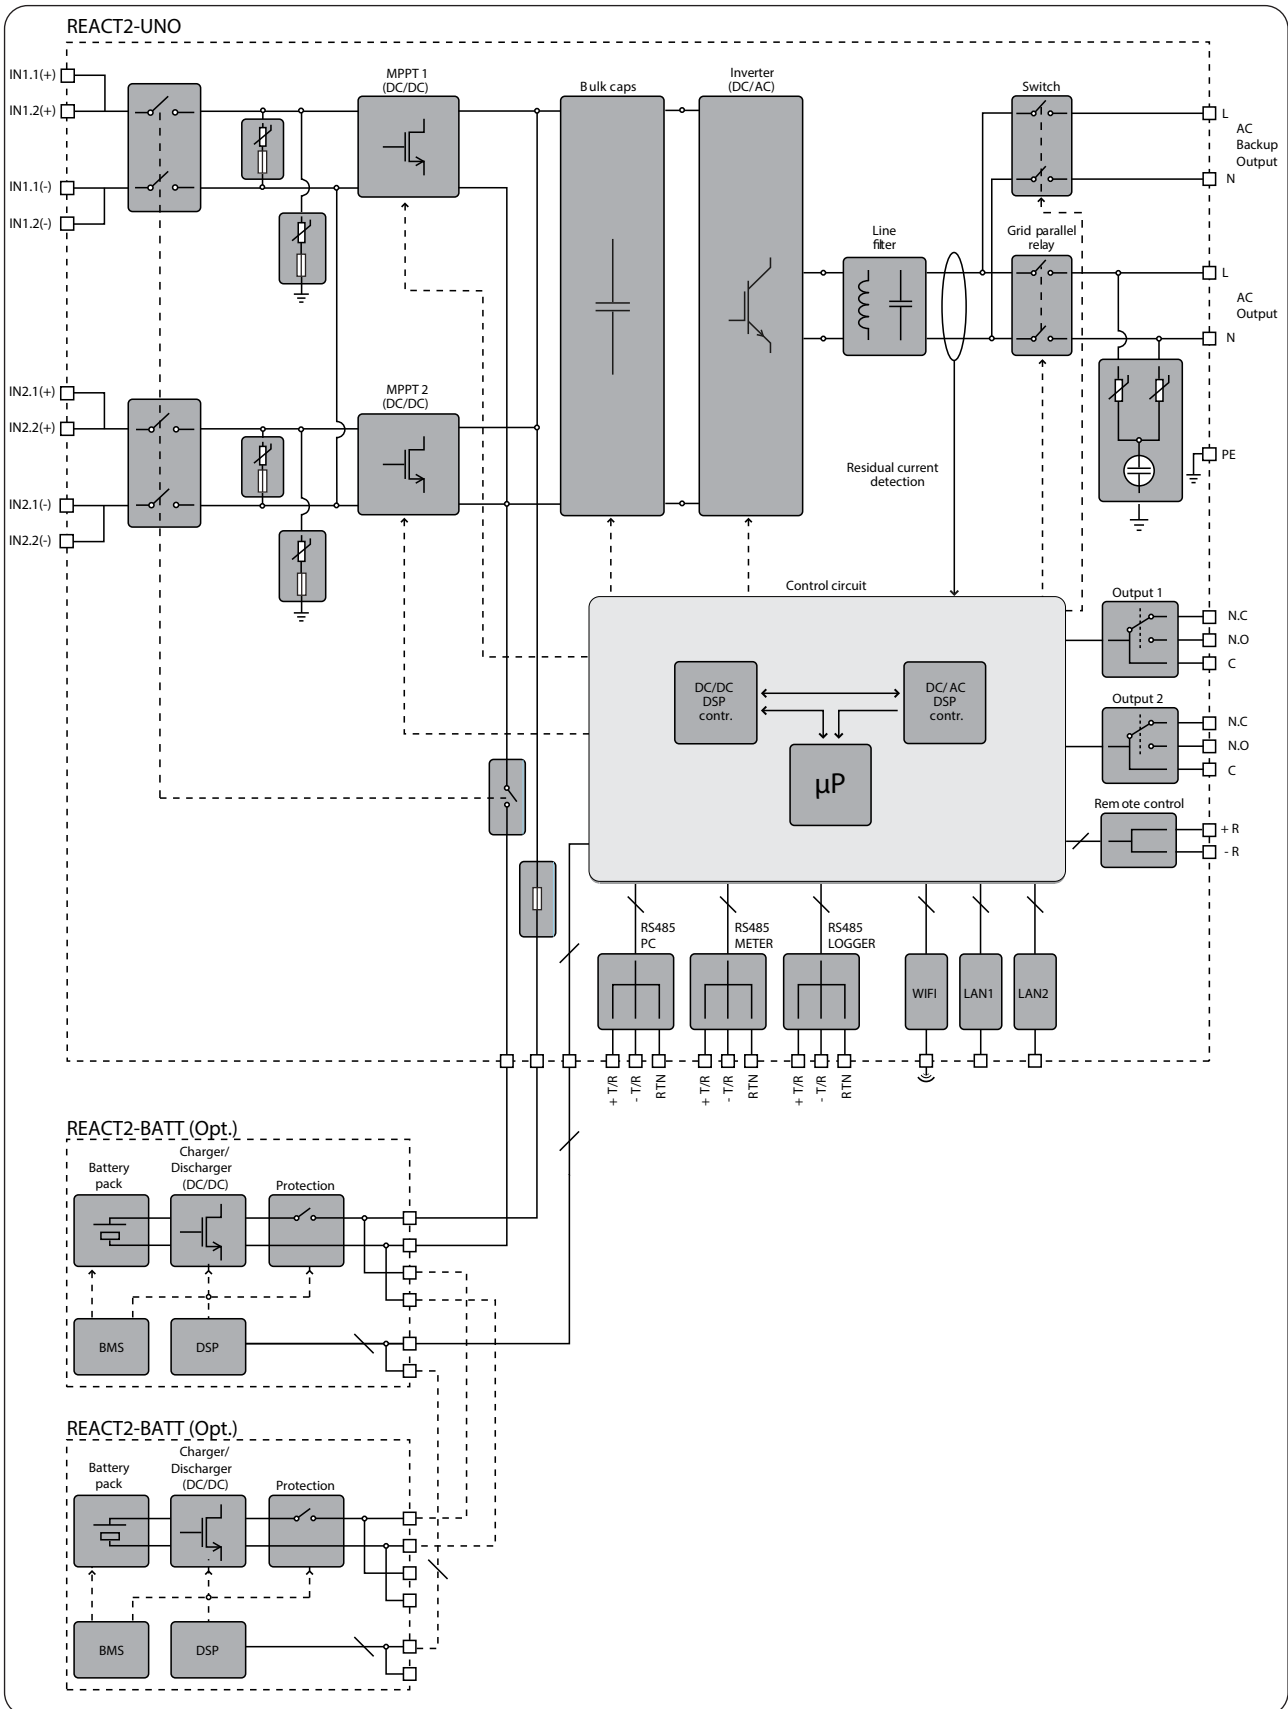 REACT2-UNO
IN1.1(+)
IN1.2(+)
IN1.1(-)
IN1.2(-)
MPPT 1
(DC/DC)
Bulk caps
Inverter
(DC/AC)
Switch
L
AC
Backup
Output
N
Line
filter
Grid parallel
relay
L
AC
Output
N
IN2.1(+)
IN2.2(+)
IN2.1(-)
IN2.2(-)
MPPT 2
(DC/DC)
Residual current
detection
PE
Control circuit
DC/DC
DSP
contr.
DC/AC
DSP
contr.
µP
Output 1
N.C
N.O
C
Output 2
N.C
N.O
C
Remote control
+ R
- R
RS485
PC
RS485
METER
RS485
LOGGER
WIFI
LAN1
LAN2
+ T/R
- T/R
RTN
+ T/R
- T/R
RTN
+ T/R
- T/R
RTN
REACT2-BATT (Opt.)
Battery
pack
Charger/
Discharger
(DC/DC)
Protection
BMS
DSP
REACT2-BATT (Opt.)
Battery
pack
Charger/
Discharger
(DC/DC)
Protection
BMS
DSP